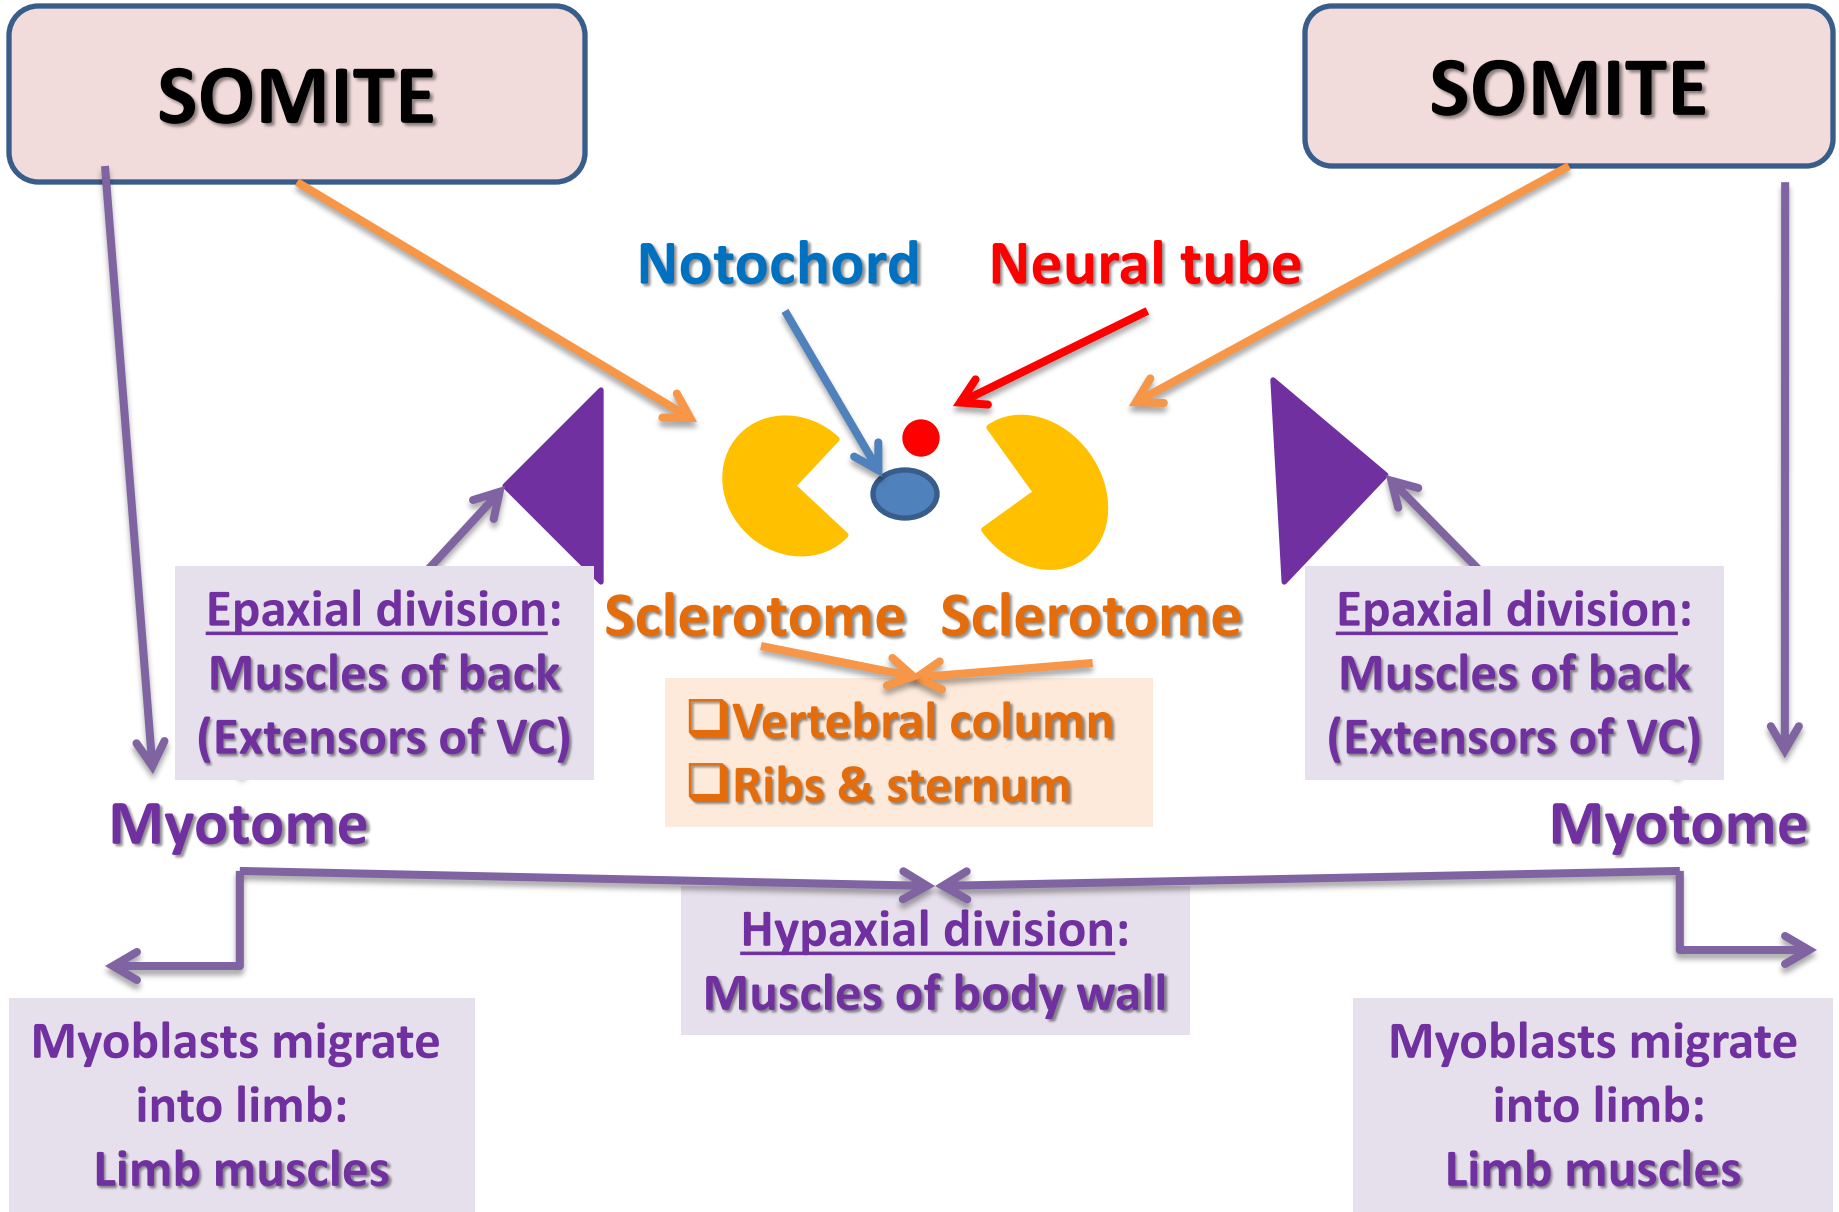 SOMITE
SOMITE
Notochord
Neural tube
Epaxial division:
Muscles of back
(Extensors of VC)
Sclerotome
Sclerotome
Epaxial division:
Muscles of back
(Extensors of VC)
❑Vertebral column
❑Ribs & sternum
Myotome
Myotome
Hypaxial division:
Muscles of body wall
Myoblasts migrate
into limb:
Limb muscles
Myoblasts migrate
into limb:
Limb muscles